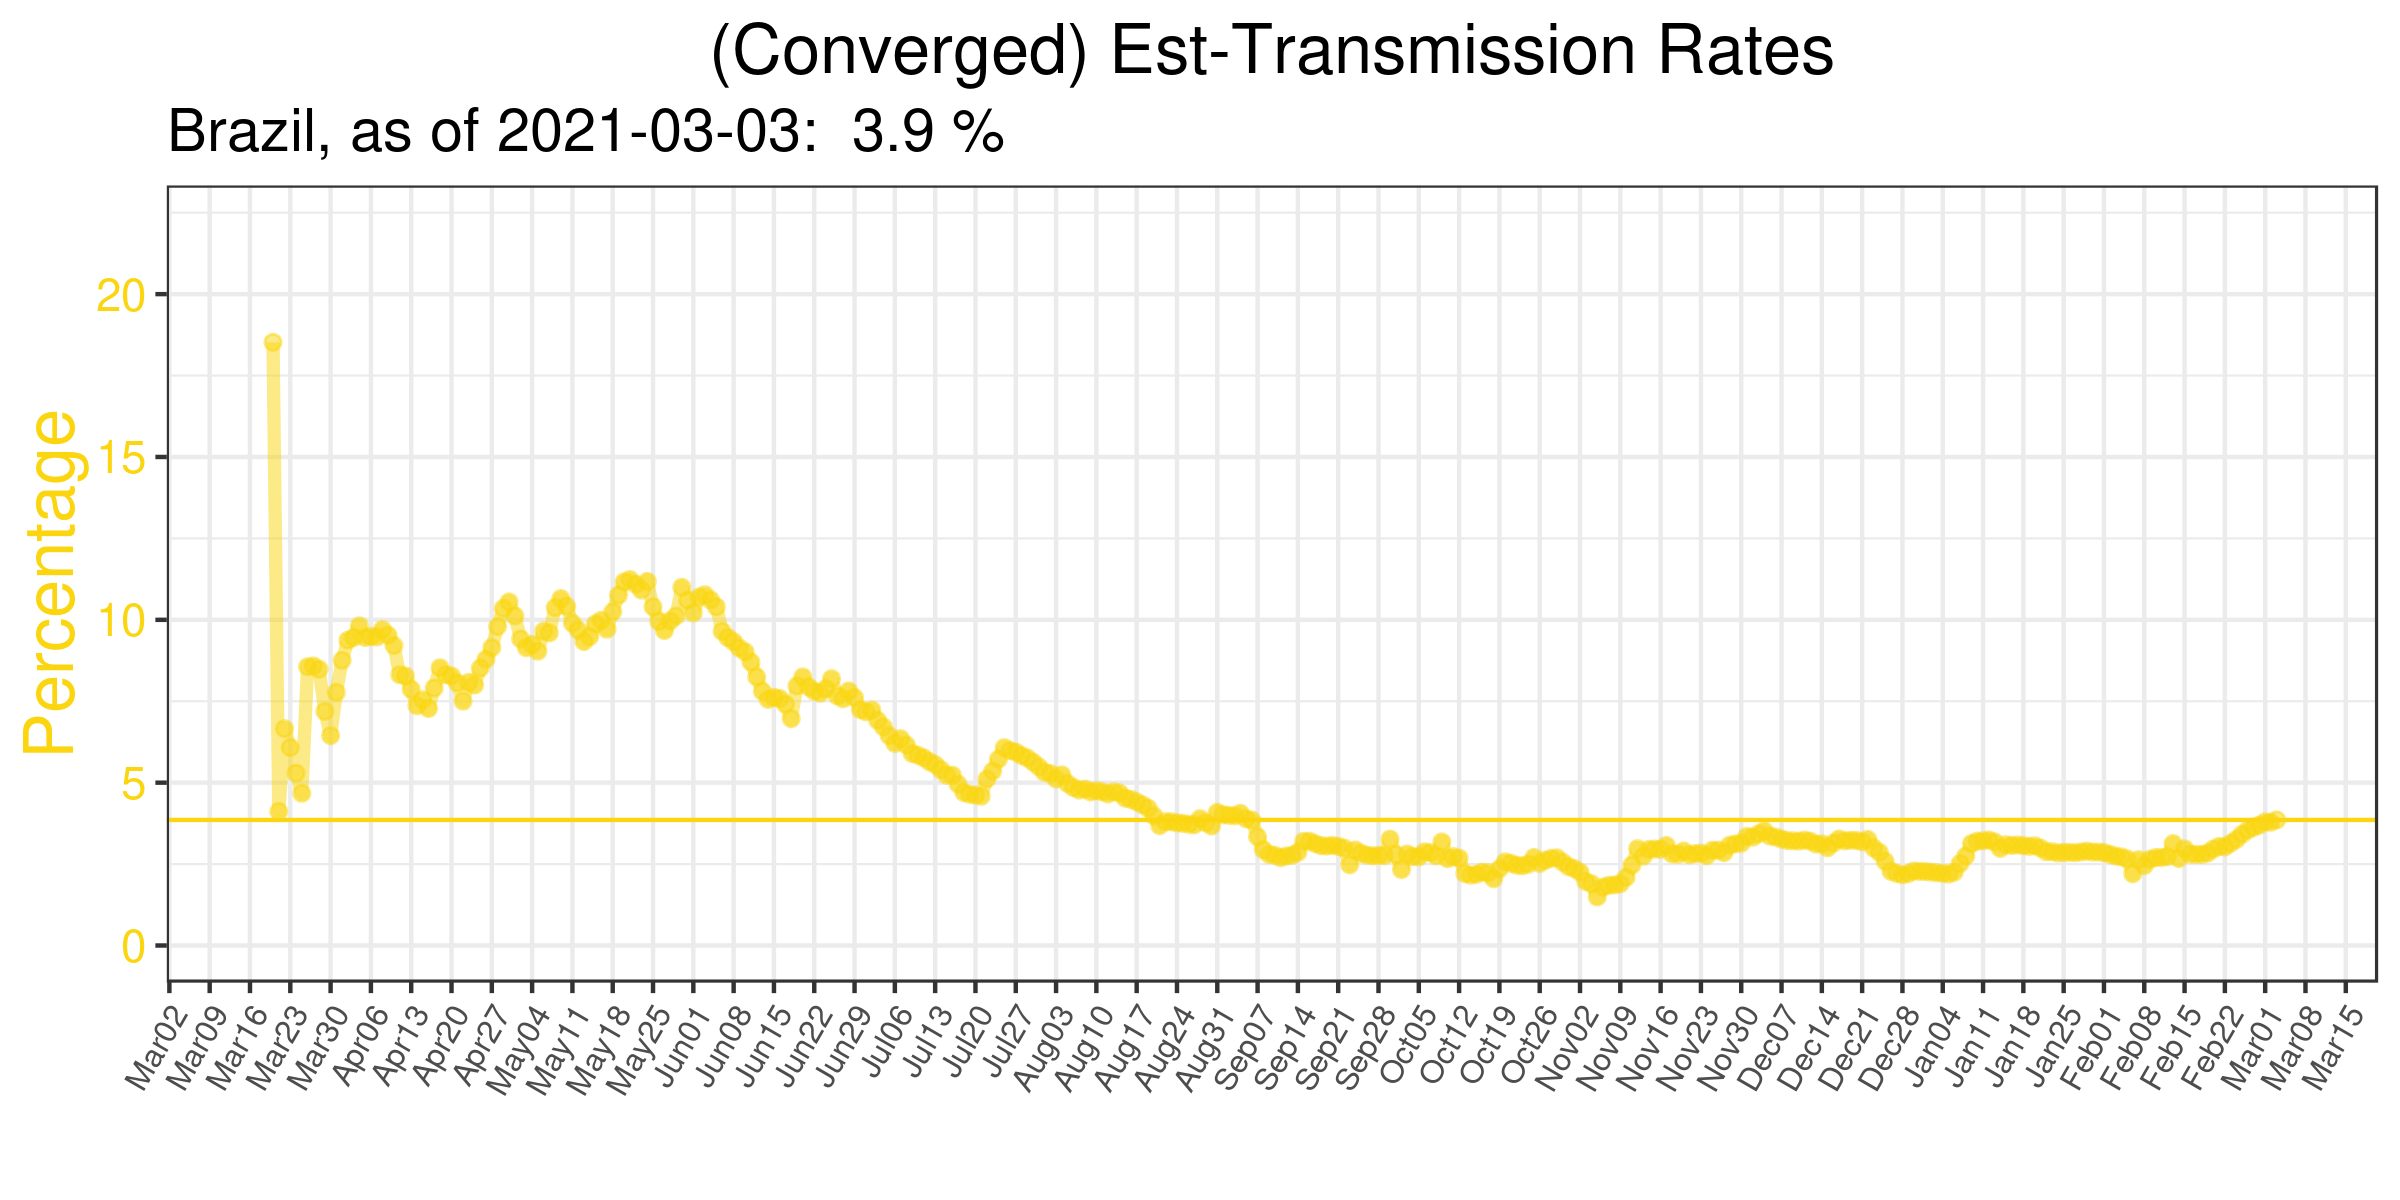 (Converged) Est-Transmission Rates
Brazil, as of 2021-03-03:  3.9 %
Percentage
20
15
10
5
0
Mar02 Mar09 Mar16 Mar23 Mar30 Apr06 Apr13 Apr20 Apr27 May04 May11 May18 May25 Jun01 Jun08 Jun15 Jun22 Jun29 Jul06 Jul13 Jul20 Jul27 Aug03 Aug10 Aug17 Aug24 Aug31 Sep07 Sep14 Sep21 Sep28 Oct05 Oct12 Oct19 Oct26 Nov02 Nov09 Nov16 Nov23 Nov30 Dec07 Dec14 Dec21 Dec28 Jan04 Jan11 Jan18 Jan25 Feb01 Feb08 Feb15 Feb22 Mar01 Mar08 Mar15